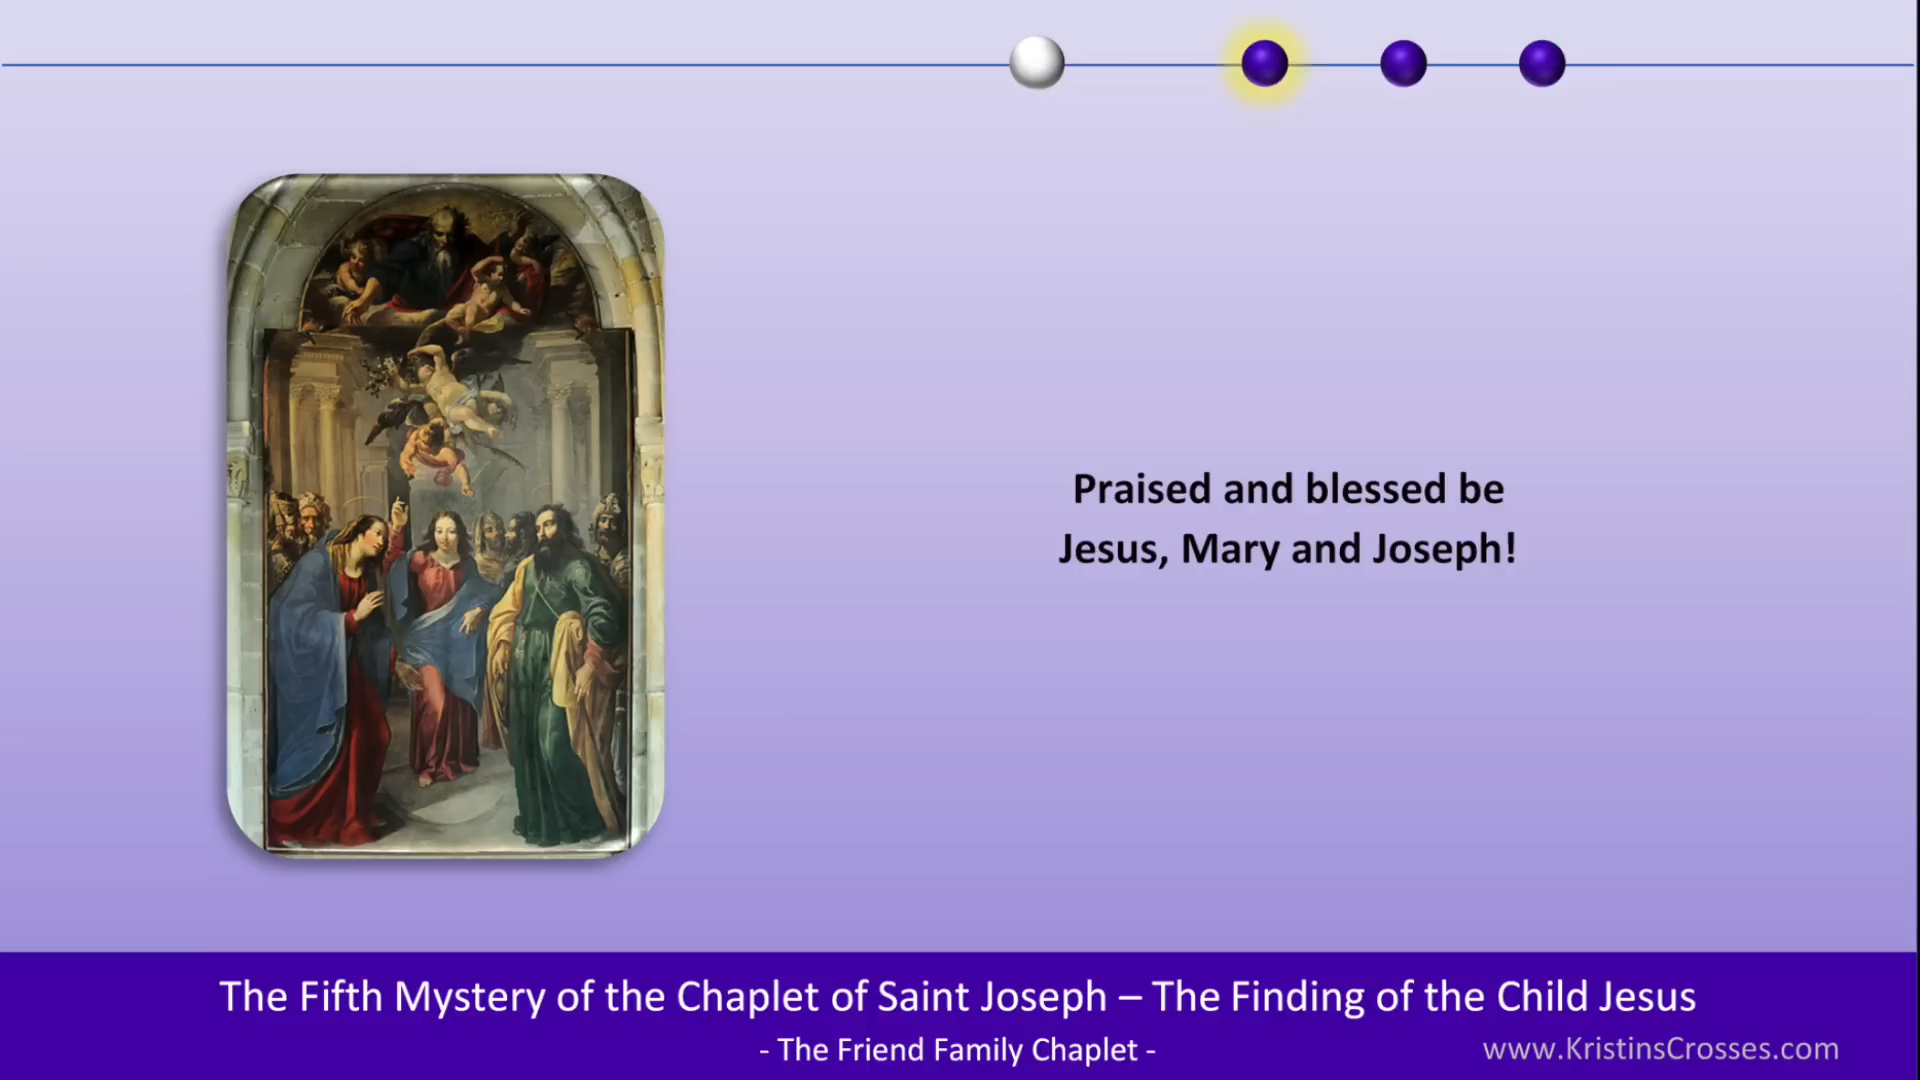 Praised and blessed be
Jesus, Mary and Joseph!
The Fifth Mystery of the Chaplet of Saint Joseph – The Finding of the Child Jesus
- The Friend Family Chaplet -
www.KristinsCrosses.com